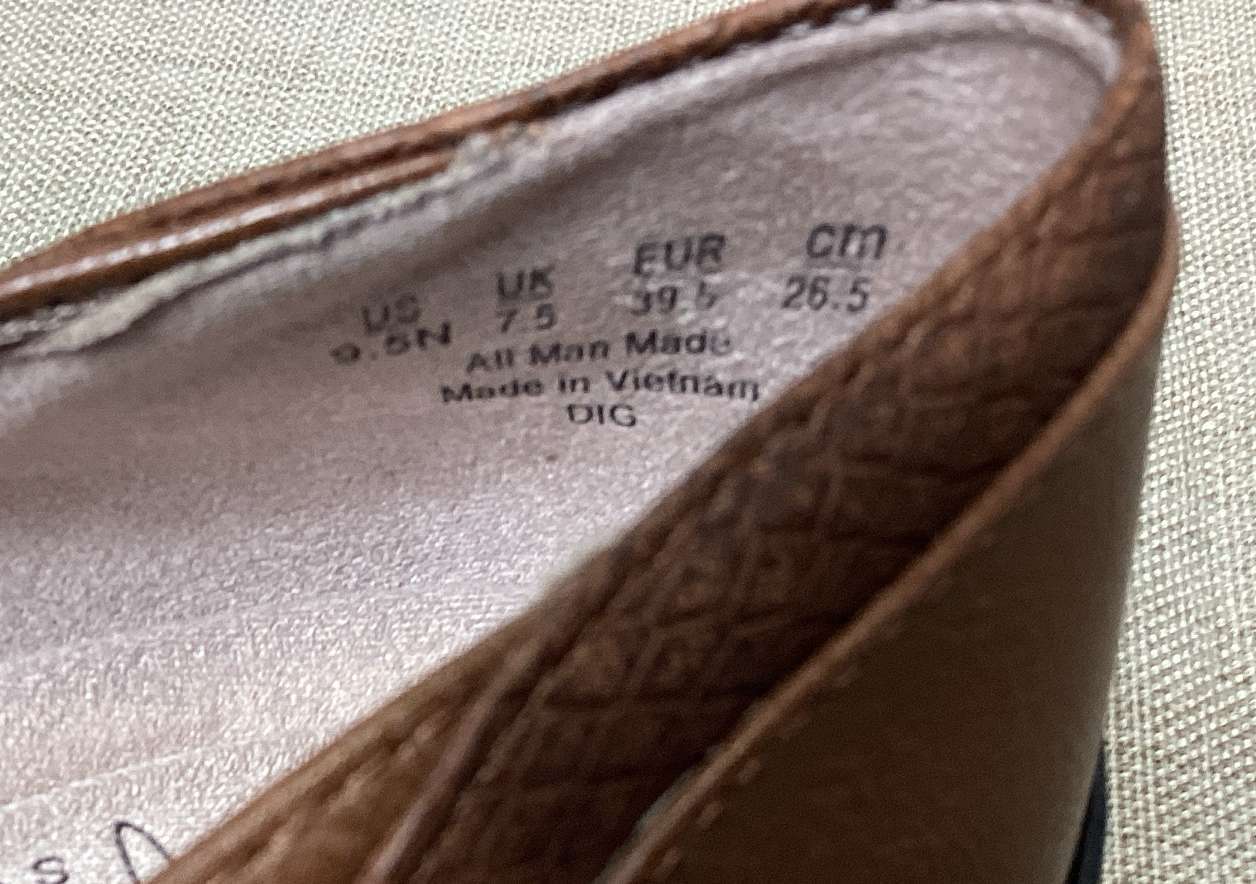 US UK EUR cm
9.5N 7.5 39.5 26.5
All Man Made
Made in Vietnam
DIG
s